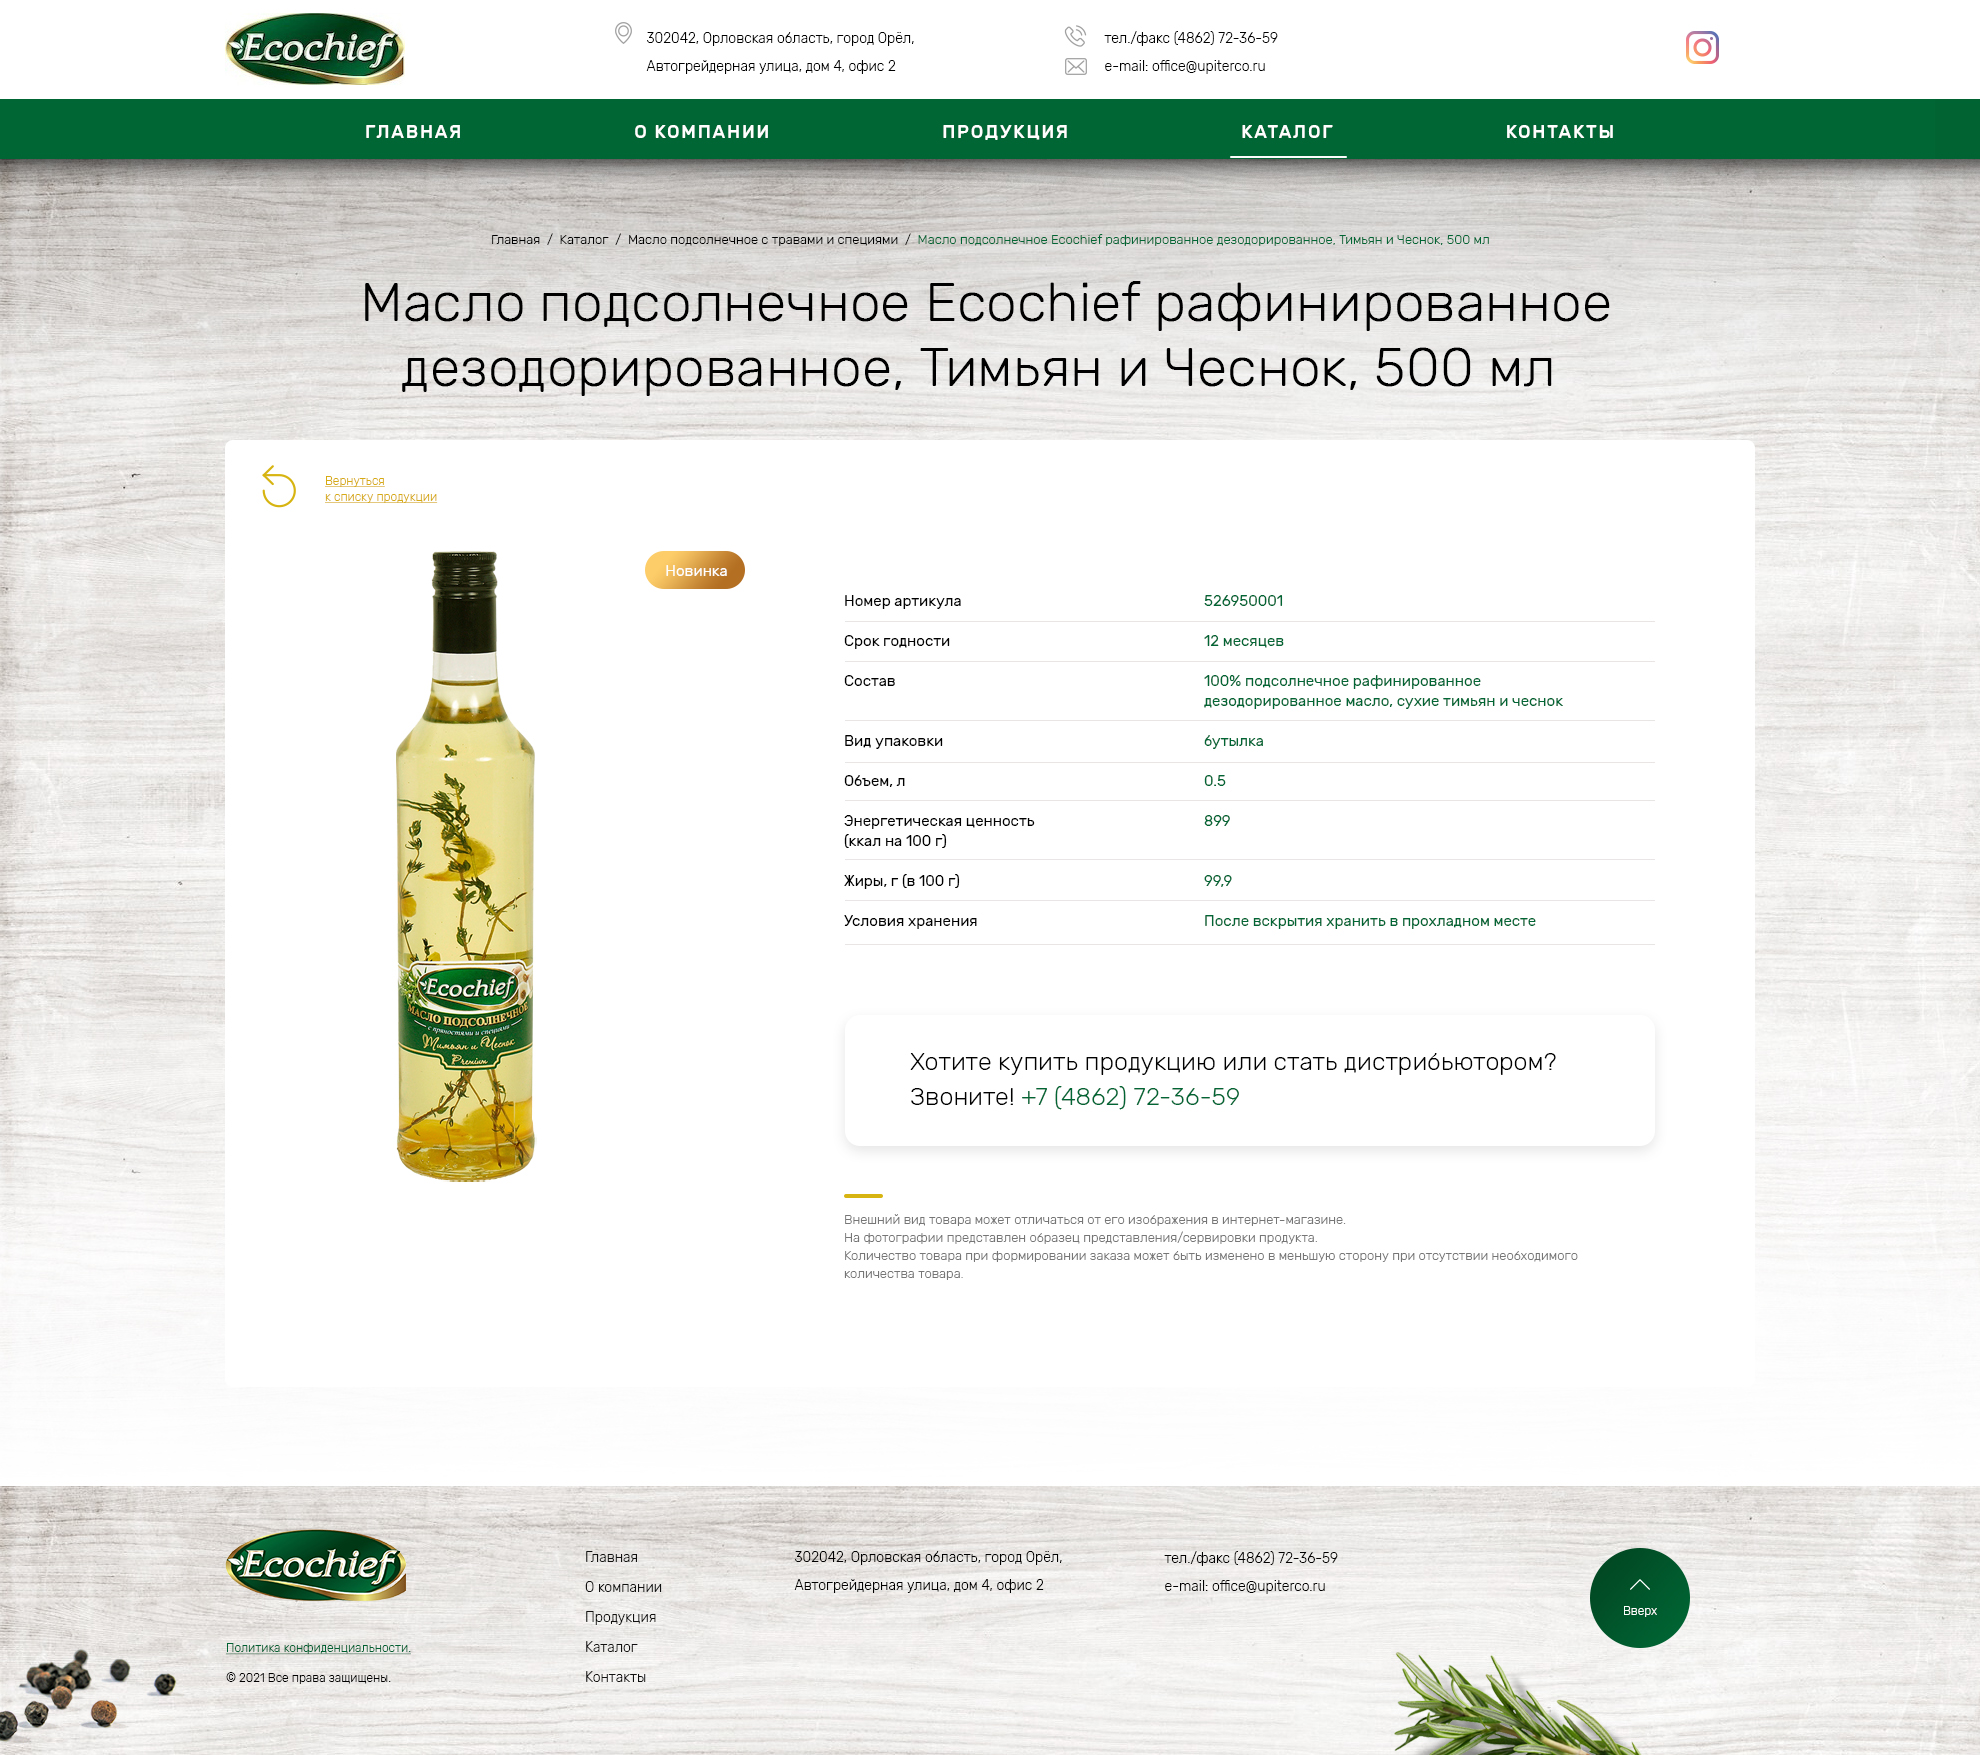 Ecochief
302042, Орловская область, город Орёл,
Автогрейдерная улица, дом 4, офис 2
тел./факс (4862) 72-36-59
e-mail: office@upiterco.ru
ГЛАВНАЯ
О КОМПАНИИ
ПРОДУКЦИЯ
КАТАЛОГ
КОНТАКТЫ
Главная / Каталог / Масло подсолнечное с травами и специями / Масло подсолнечное Ecochief рафинированное дезодорированное, Тимьян и Чеснок, 500 мл
Масло подсолнечное Ecochief рафинированное
дезодорированное, Тимьян и Чеснок, 500 мл
Вернуться
к списку продукции
Новинка
Ecochief
МАСЛО ПОДСОЛНЕЧНОЕ
с пряностями и специями
Тимьян и Чеснок
Premium
Номер артикула 526950001
Срок годности 12 месяцев
Состав 100% подсолнечное рафинированное
дезодорированное масло, сухие тимьян и чеснок
Вид упаковки бутылка
Объем, л 0.5
Энергетическая ценность 899
(ккал на 100 г)
Жиры, г (в 100 г) 99,9
Условия хранения После вскрытия хранить в прохладном месте
Хотите купить продукцию или стать дистрибьютором?
Звоните! +7 (4862) 72-36-59
Внешний вид товара может отличаться от его изображения в интернет-магазине.
На фотографии представлен образец представления/сервировки продукта.
Количество товара при формировании заказа может быть изменено в меньшую сторону при отсутствии необходимого
количества товара.
Ecochief
Политика конфиденциальности.
© 2021 Все права защищены.
Главная
О компании
Продукция
Каталог
Контакты
302042, Орловская область, город Орёл,
Автогрейдерная улица, дом 4, офис 2
тел./факс (4862) 72-36-59
e-mail: office@upiterco.ru
Вверх